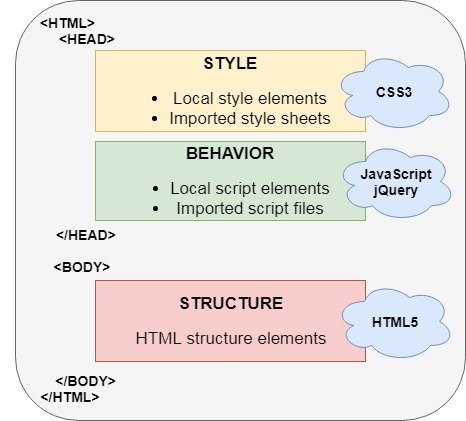 <HTML>
<HEAD>
STYLE
• Local style elements
• Imported style sheets
CSS3
BEHAVIOR
• Local script elements
• Imported script files
JavaScript
jQuery
</HEAD>
<BODY>
STRUCTURE
HTML structure elements
HTML5
</BODY>
</HTML>